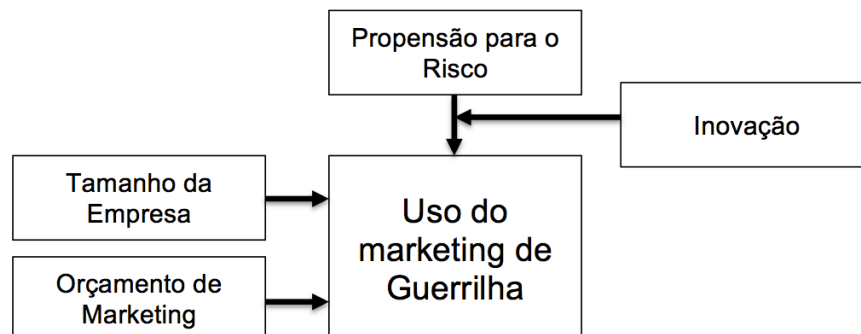 Propensão para o
Risco
Inovação
Tamanho da
Empresa
Uso do
marketing de
Guerrilha
Orçamento de
Marketing